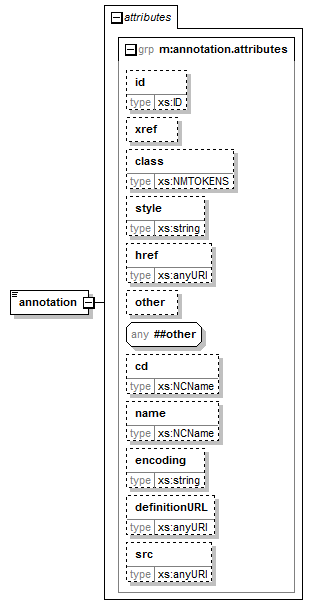 attributes
grp m:annotation.attributes
id
type xs:ID
xref
class
type xs:NMTOKENS
style
type xs:string
href
type xs:anyURI
annotation
other
any ##other
cd
type xs:NCName
name
type xs:NCName
encoding
type xs:string
definitionURL
type xs:anyURI
src
type xs:anyURI